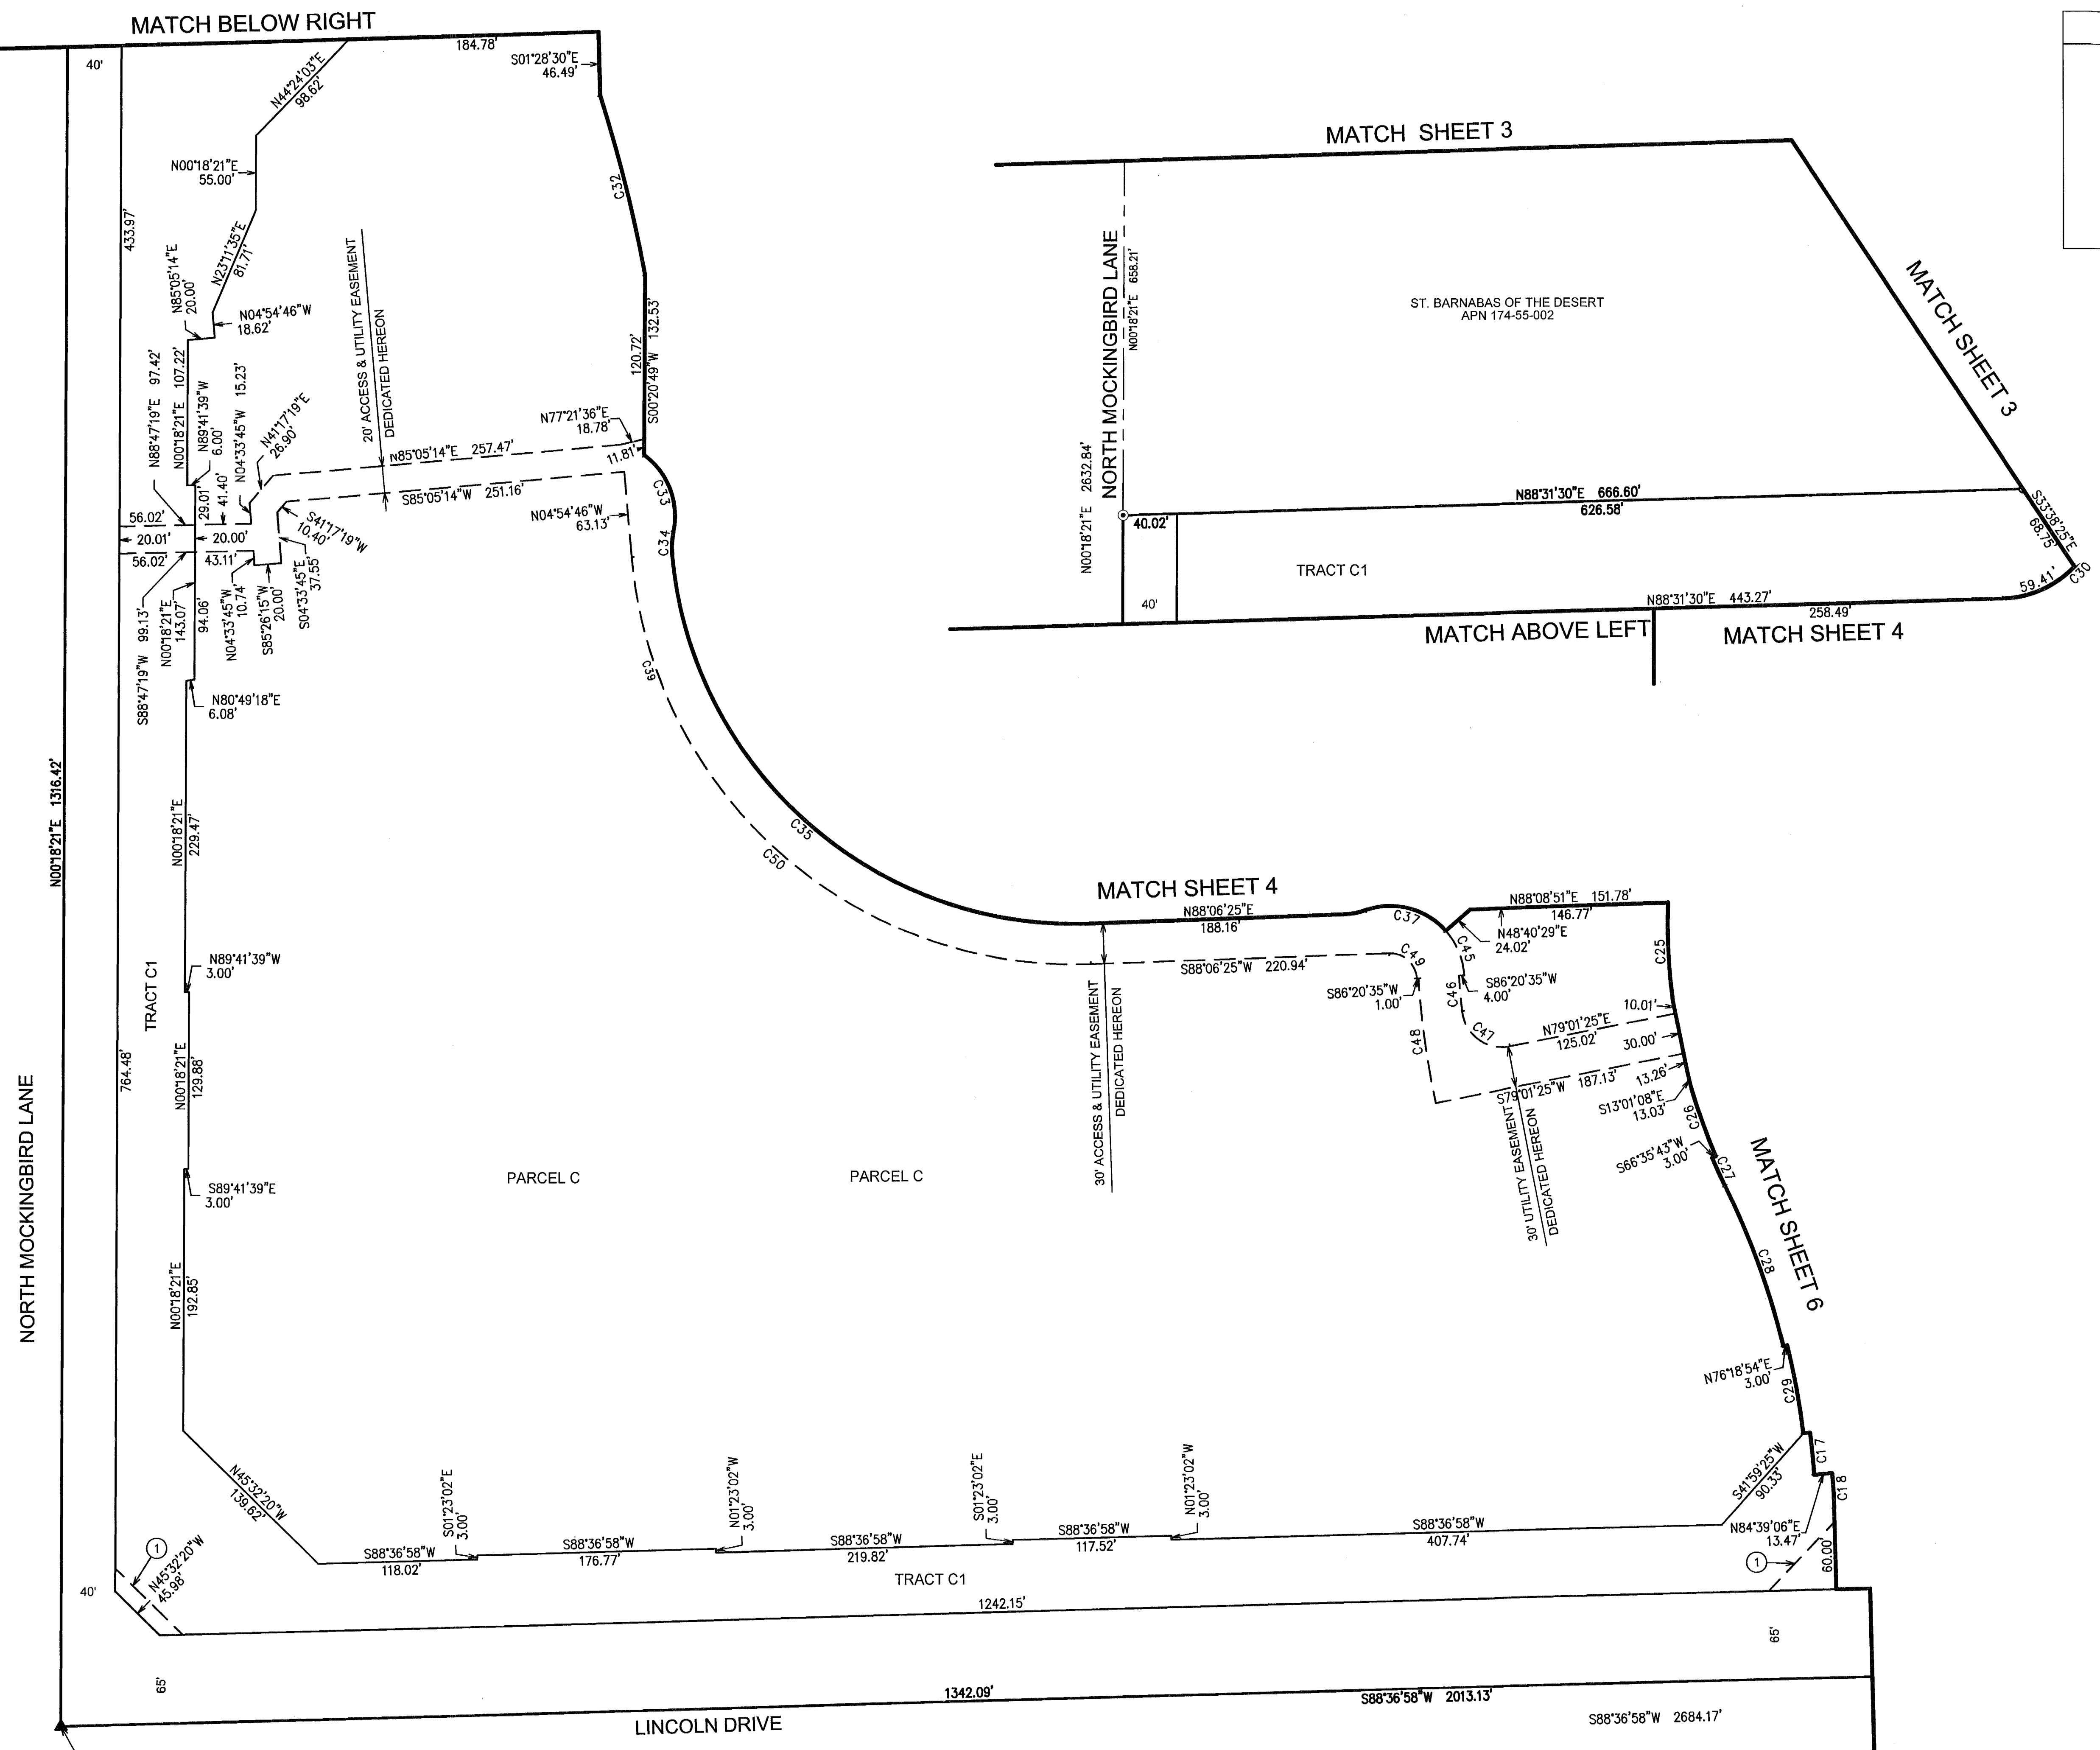 MATCH BELOW RIGHT
184.78'
40'
S01°28'30"E
46.49'
N44°24'03"E
98.62'
N00°18'21"E
55.00'
C32
433.97'
N23°11'35"E
81.71'
N85°05'14"E
20.00'
N04°54'46"W
18.62'
20' ACCESS & UTILITY EASEMENT
DEDICATED HEREON
120.72'
S00°20'49"W 132.53'
N88°47'19"E 97.42'
N00°18'21"E 107.22'
N89°41'39"W
6.00'
N04°33'45"W 15.23'
N41°17'19"E
26.90'
N77°21'36"E
18.78'
N85°05'14"E 257.47'
11.81'
S85°05'14"W 251.16'
C33
29.01'
41.40'
56.02'
20.01'
20.00'
56.02'
43.11'
S41°17'19"W
10.40'
N04°54'46"W
63.13'
C34
S88°47'19"W 99.13'
N00°18'21"E
143.07'
94.06'
N04°33'45"W
10.74'
S85°26'15"W
20.00'
S04°33'45"E
37.55'
N80°49'18"E
6.08'
C39
N00°18'21"E 1316.42'
N00°18'21"E
229.47'
C35
C50
N89°41'39"W
3.00'
TRACT C1
764.48'
N00°18'21"E
129.88'
NORTH MOCKINGBIRD LANE
S89°41'39"E
3.00'
N00°18'21"E
192.85'
PARCEL C
PARCEL C
MATCH SHEET 3
NORTH MOCKINGBIRD LANE
N00°18'21"E 658.21'
ST. BARNABAS OF THE DESERT
APN 174-55-002
MATCH SHEET 3
N00°18'21"E 2632.84'
N88°31'30"E 666.60'
626.58'
40.02'
S33°38'25"E
68.75'
TRACT C1
59.41'
C30
40'
N88°31'30"E 443.27'
258.49'
MATCH ABOVE LEFT
MATCH SHEET 4
MATCH SHEET 4
N88°06'25"E
188.16'
C37
N88°08'51"E 151.78'
146.77'
N48°40'29"E
24.02'
C25
C45
C49
S88°06'25"W 220.94'
S86°20'35"W
1.00'
S86°20'35"W
4.00'
C46
C47
C48
30' ACCESS & UTILITY EASEMENT
DEDICATED HEREON
10.01'
N79°01'25"E
125.02'
30.00'
S79°01'25"W 187.13'
13.26'
S13°01'08"E
13.03'
C26
30' UTILITY EASEMENT
DEDICATED HEREON
S66°35'43"W
3.00'
C27
MATCH SHEET 6
C28
N76°18'54"E
3.00'
C29
N45°32'20"W
139.62'
S01°23'02"E
3.00'
N01°23'02"W
3.00'
S01°23'02"E
3.00'
N01°23'02"W
3.00'
S41°59'25"W
90.33'
C17
C18
S88°36'58"W
118.02'
S88°36'58"W
176.77'
S88°36'58"W
219.82'
S88°36'58"W
117.52'
S88°36'58"W
407.74'
N84°39'06"E
13.47'
1
1
60.00'
N45°32'20"W
45.98'
TRACT C1
40'
1242.15'
65'
65'
1342.09'
S88°36'58"W 2013.13'
LINCOLN DRIVE
S88°36'58"W 2684.17'